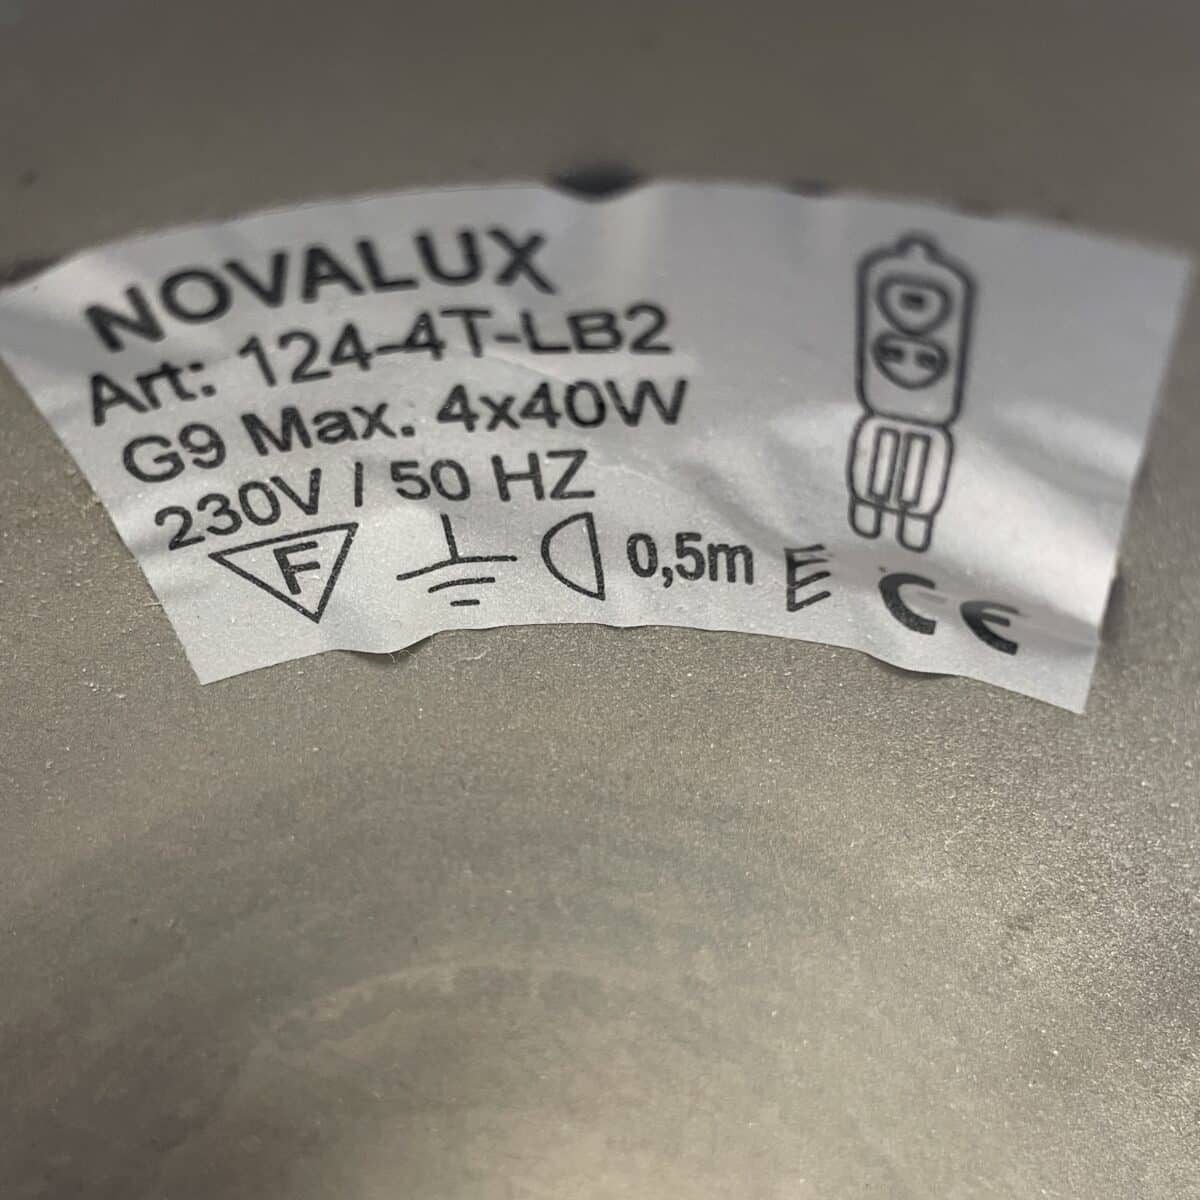 NOVALUX
Art: 124-4T-LB2
G9 Max. 4x40W
230V / 50 HZ
F 0,5m E CE